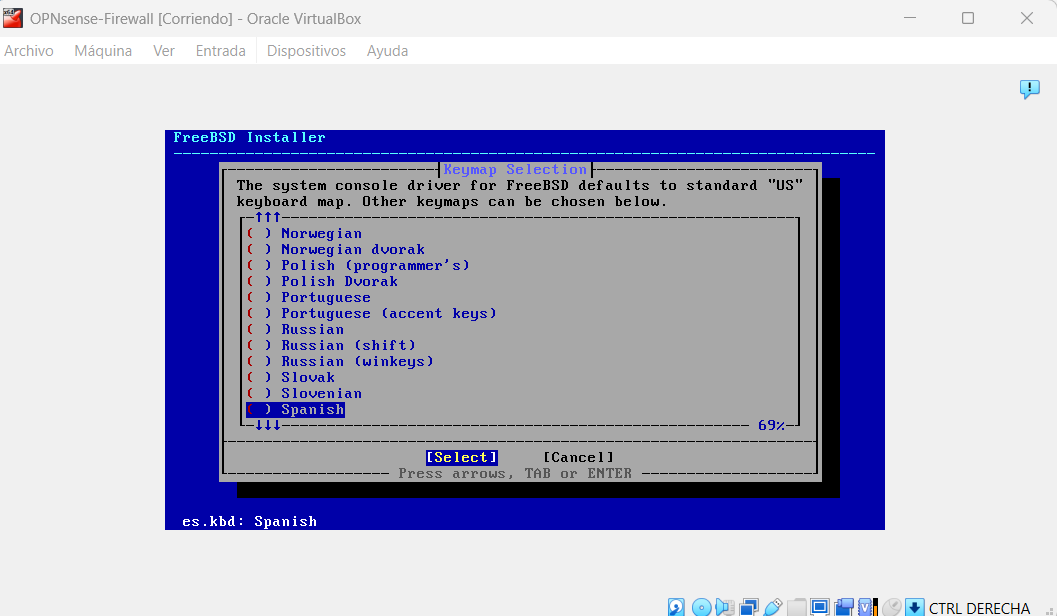 OPNsense-Firewall [Corriendo] - Oracle VirtualBox
Archivo Máquina Ver Entrada Dispositivos Ayuda
FreeBSD Installer
Keymap Selection
The system console driver for FreeBSD defaults to standard "US"
keyboard map. Other keymaps can be chosen below.
↑↑↑
( ) Norwegian
( ) Norwegian dvorak
( ) Polish (programmer's)
( ) Polish Dvorak
( ) Portuguese
( ) Portuguese (accent keys)
( ) Russian
( ) Russian (shift)
( ) Russian (winkeys)
( ) Slovak
( ) Slovenian
( ) Spanish
↓↓↓ 69%
[Select] [Cancel]
Press arrows, TAB or ENTER
es.kbd: Spanish
CTRL DERECHA